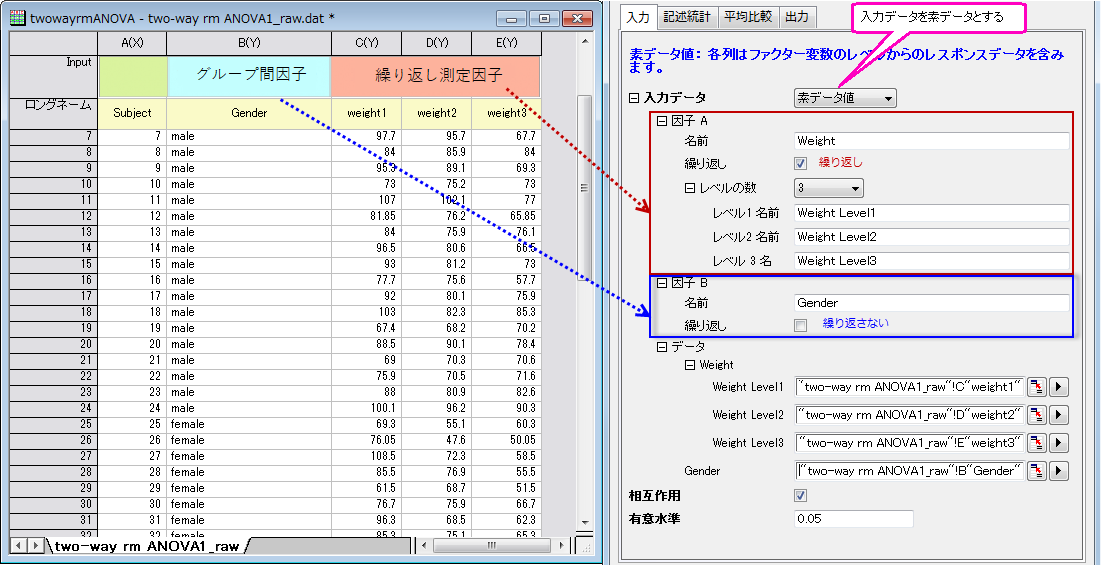 twowayrmANOVA - two-way rm ANOVA1_raw.dat *
A(X) B(Y) C(Y) D(Y) E(Y)
Input グループ間因子 繰り返し測定因子
ロングネーム Subject Gender weight1 weight2 weight3
7 7 male 97.7 95.7 67.7
8 8 male 84 85.9 84
9 9 male 95.3 89.1 69.3
10 10 male 73 75.2 73
11 11 male 107 102.1 77
12 12 male 81.85 76.2 65.85
13 13 male 84 75.9 76.1
14 14 male 96.5 80.6 66.5
15 15 male 93 81.2 73
16 16 male 77.7 75.6 57.7
17 17 male 92 80.1 75.9
18 18 male 103 82.3 85.3
19 19 male 67.4 68.2 70.2
20 20 male 88.5 90.1 78.4
21 21 male 69 70.3 70.6
22 22 male 75.9 70.5 71.6
23 23 male 88 80.9 82.6
24 24 male 100.1 96.2 90.3
25 25 female 69.3 55.1 60.3
26 26 female 76.05 47.6 50.05
27 27 female 108.5 72.3 58.5
28 28 female 85.5 76.9 55.5
29 29 female 61.5 68.7 51.5
30 30 female 76.7 75.9 66.7
31 31 female 96.3 68.5 62.3
32 32 female 85.3 75.1 65.3
two-way rm ANOVA1_raw
入力 記述統計 平均比較 出力
入力データを素データとする
素データ値: 各列はファクター変数のレベルからのレスポンスデータを含み
ます。
入力データ 素データ値
因子 A
名前 Weight
繰り返し 繰り返し
レベルの数 3
レベル1 名前 Weight Level1
レベル2 名前 Weight Level2
レベル 3 名 Weight Level3
因子 B
名前 Gender
繰り返し 繰り返さない
データ
Weight
Weight Level1 "two-way rm ANOVA1_raw"!C"weight1"
Weight Level2 "two-way rm ANOVA1_raw"!D"weight2"
Weight Level3 "two-way rm ANOVA1_raw"!E"weight3"
Gender "two-way rm ANOVA1_raw"!B"Gender"
相互作用
有意水準 0.05